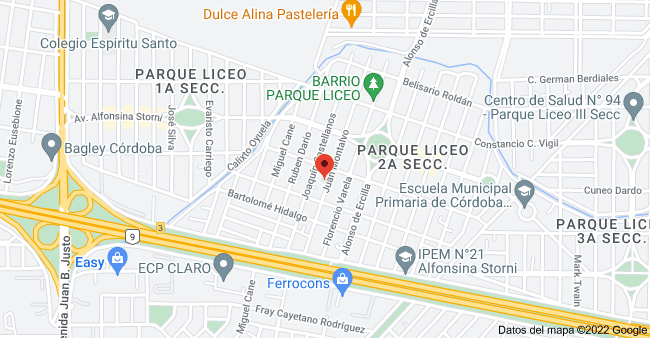 Dulce Alina Pastelería
Colegio Espiritu Santo
Alonso de Ercilla
PARQUE LICEO
1A SECC.
BARRIO
PARQUE LICEO
C. German Berdiales
Belisario Roldán
Centro de Salud N° 94
- Parque Liceo III Secc
Av. Alfonsina Storni
José Silva
Evaristo Carriego
Calixto Oyuela
Miguel Cane
Ruben Dario
Joaquín Castellanos
Juan Montalvo
Constancio C. Vigil
Lorenzo Eusebione
Bagley Córdoba
PARQUE LICEO
2A SECC.
Escuela Municipal
Primaria de Córdoba...
Cuneo Dardo
Bartolomé Hidalgo
Florencio Varela
Alonso de Ercilla
PARQUE LICEO
3A SECC.
3
9
IPEM N°21
Alfonsina Storni
Easy
ECP CLARO
Ferrocons
enida Juan B. Justo
Miguel Cane
Mark Twain
Fray Cayetano Rodríguez
Datos del mapa ©2022 Google